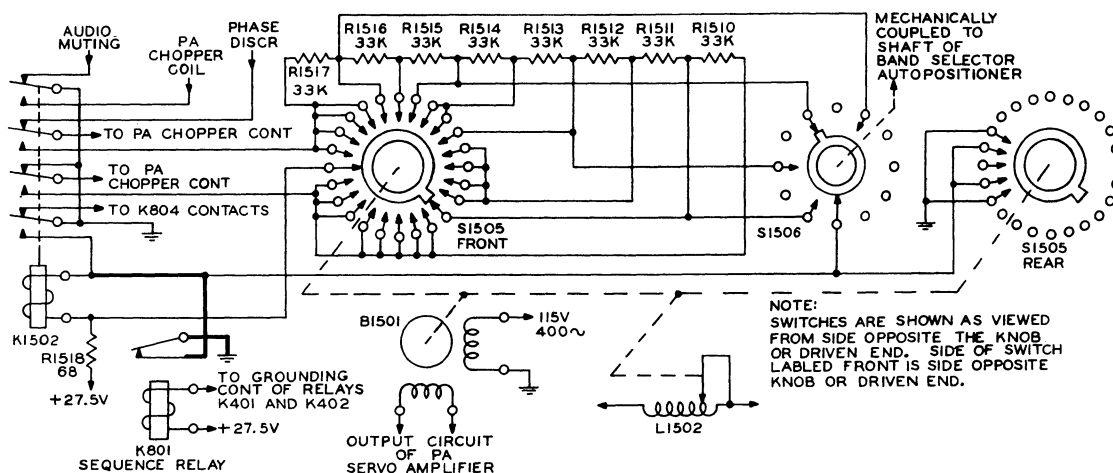 AUDIO
MUTING
PA
CHOPPER
COIL
PHASE
DISCR
R1517
33K
R1516
33K
R1515
33K
R1514
33K
R1513
33K
R1512
33K
R1511
33K
R1510
33K
MECHANICALLY
COUPLED TO
SHAFT OF
BAND SELECTOR
AUTOPOSITIONER
TO PA CHOPPER CONT
TO PA
CHOPPER CONT
TO K804 CONTACTS
S1505
FRONT
S1506
S1505
REAR
K1502
R1518
68
+27.5V
TO GROUNDING
CONT OF RELAYS
K401 AND K402
+27.5V
K801
SEQUENCE RELAY
B1501
115V
400~
OUTPUT CIRCUIT
OF PA
SERVO AMPLIFIER
L1502
NOTE:
SWITCHES ARE SHOWN AS VIEWED
FROM SIDE OPPOSITE THE KNOB
OR DRIVEN END. SIDE OF SWITCH
LABLED FRONT IS SIDE OPPOSITE
KNOB OR DRIVEN END.